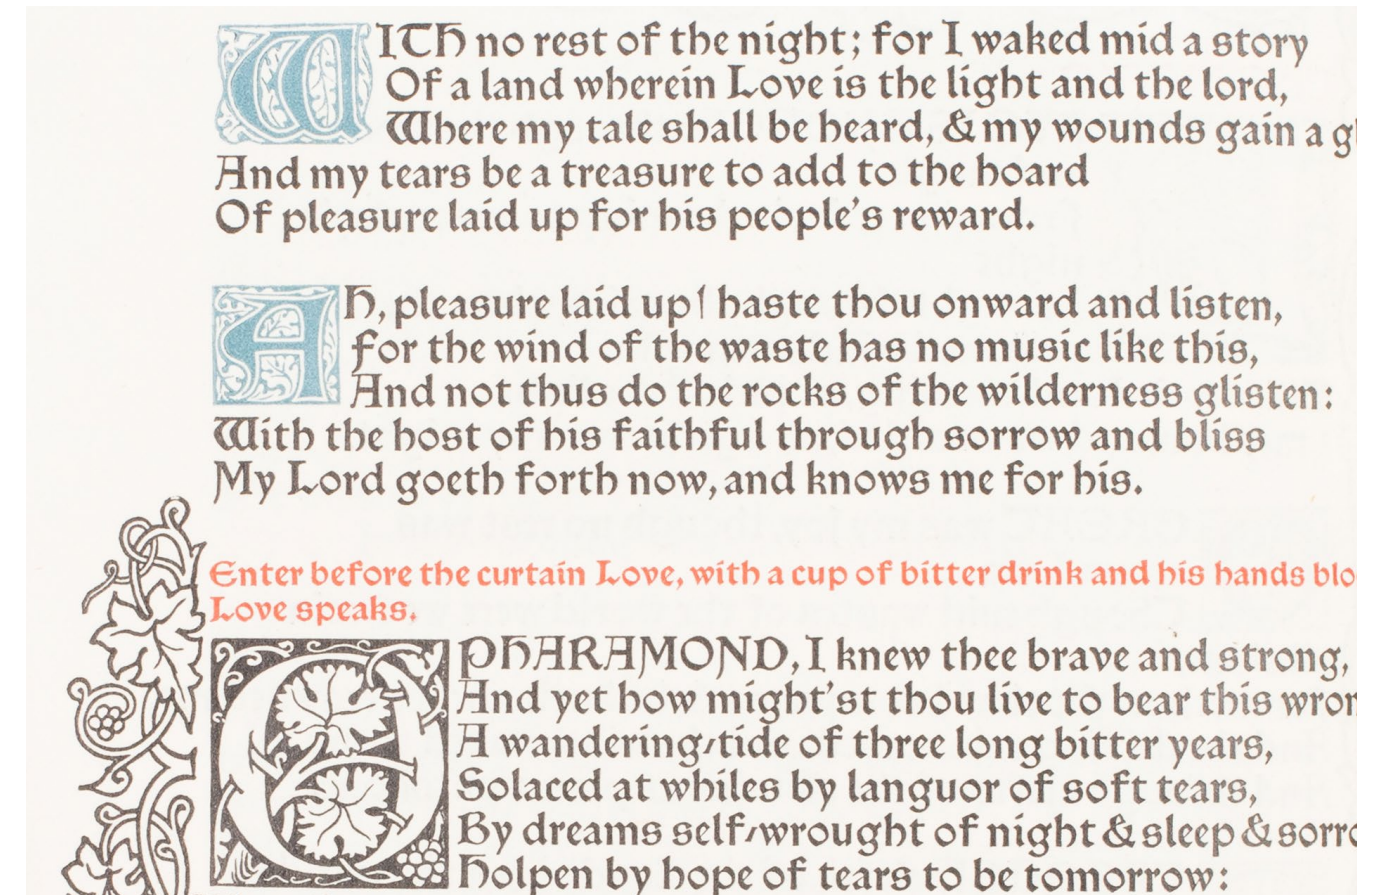 WITH no rest of the night; for I waked mid a story
Of a land wherein Love is the light and the lord,
Where my tale shall be heard, & my wounds gain a gl
And my tears be a treasure to add to the hoard
Of pleasure laid up for his people's reward.
AH, pleasure laid up! haste thou onward and listen,
For the wind of the waste has no music like this,
And not thus do the rocks of the wilderness glisten:
With the host of his faithful through sorrow and bliss
My Lord goeth forth now, and knows me for his.
Enter before the curtain Love, with a cup of bitter drink and his hands blo
Love speaks.
O PHARAMOND, I knew thee brave and strong,
And yet how might'st thou live to bear this wron
A wandering-tide of three long bitter years,
Solaced at whiles by languor of soft tears,
By dreams self-wrought of night & sleep & sorro
Holpen by hope of tears to be tomorrow: